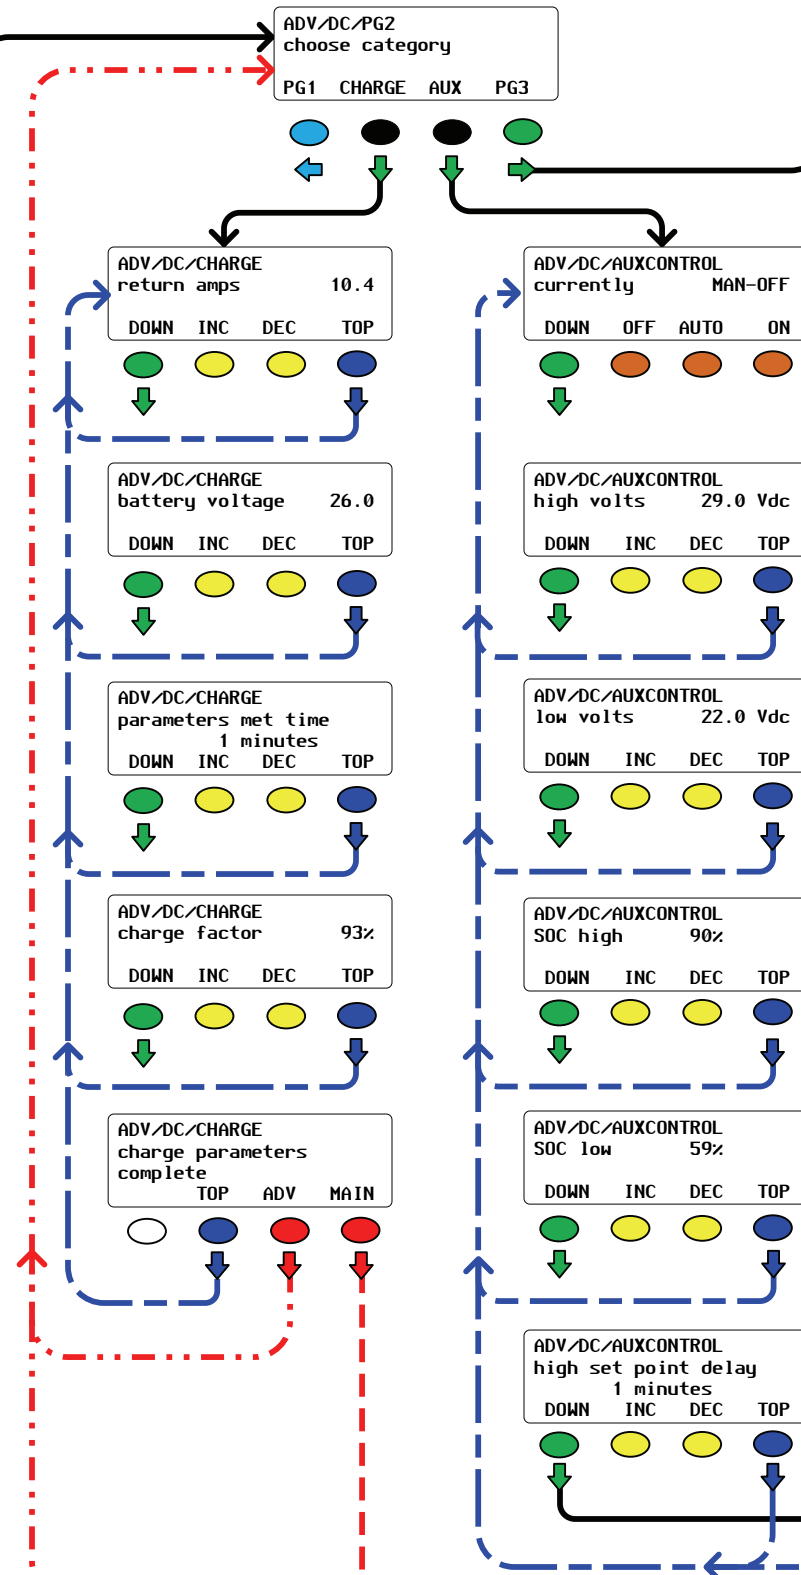 ADV/DC/PG2
choose category
PG1 CHARGE AUX PG3
ADV/DC/CHARGE
return amps 10.4
DOWN INC DEC TOP
ADV/DC/CHARGE
battery voltage 26.0
DOWN INC DEC TOP
ADV/DC/CHARGE
parameters met time
1 minutes
DOWN INC DEC TOP
ADV/DC/CHARGE
charge factor 93%
DOWN INC DEC TOP
ADV/DC/CHARGE
charge parameters
complete
TOP ADV MAIN
ADV/DC/AUXCONTROL
currently MAN-OFF
DOWN OFF AUTO ON
ADV/DC/AUXCONTROL
high volts 29.0 Vdc
DOWN INC DEC TOP
ADV/DC/AUXCONTROL
low volts 22.0 Vdc
DOWN INC DEC TOP
ADV/DC/AUXCONTROL
SOC high 90%
DOWN INC DEC TOP
ADV/DC/AUXCONTROL
SOC low 59%
DOWN INC DEC TOP
ADV/DC/AUXCONTROL
high set point delay
1 minutes
DOWN INC DEC TOP